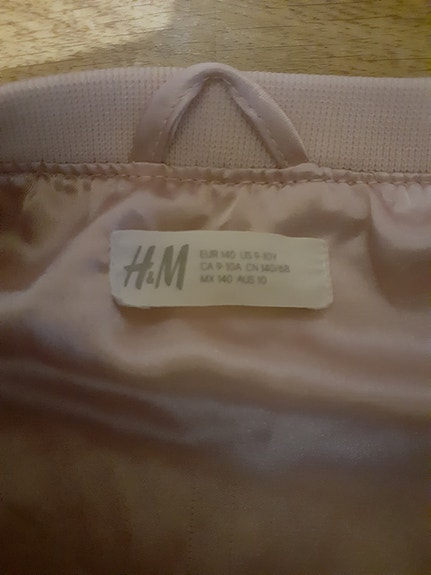 H&M
EUR 140 US 9-10Y
CA 9-10A CN 140/68
MX 140 AUS 10